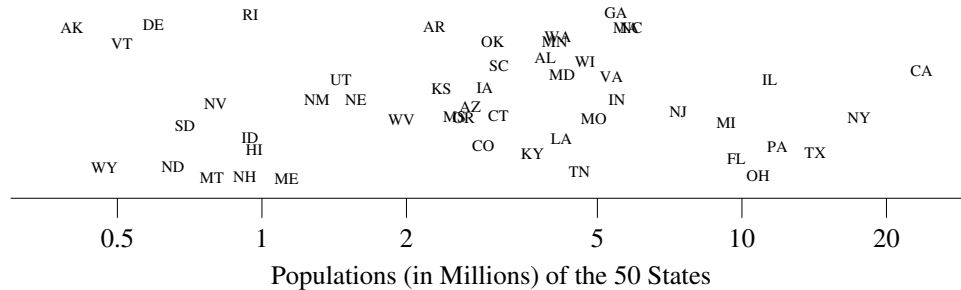 RI GA
AK DE AR MA NC
VT OK WA MN
SC AL WI
UT MD VA IL CA
KS IA
NV NM NE IN
AZ NJ
SD WV MS OR CT MO MI NY
ID LA
HI CO KY PA TX
WY ND TN FL
MT NH ME OH
0.5 1 2 5 10 20
Populations (in Millions) of the 50 States